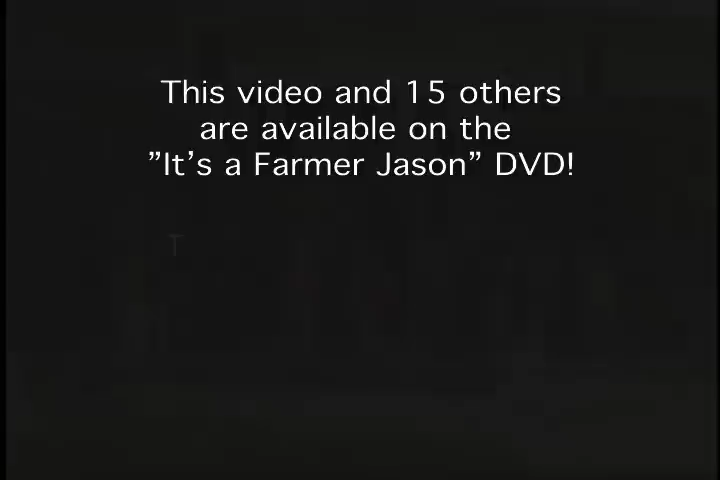 This video and 15 others
are available on the
”It’s a Farmer Jason” DVD!
T